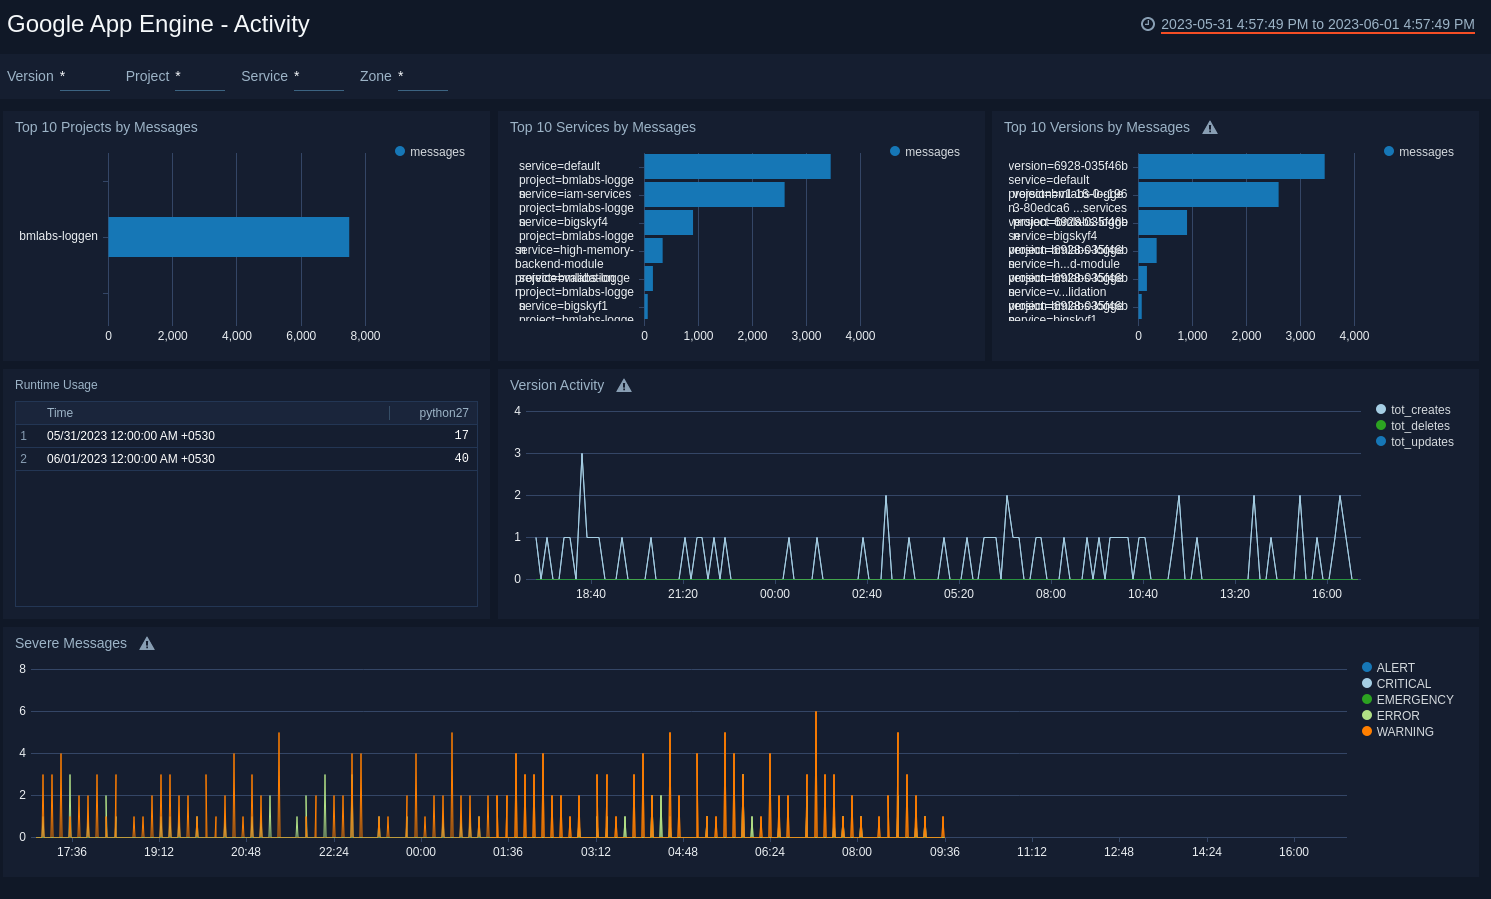 Google App Engine - Activity
2023-05-31 4:57:49 PM to 2023-06-01 4:57:49 PM
Version * Project * Service * Zone *
Top 10 Projects by Messages
messages
bmlabs-loggen
0 2,000 4,000 6,000 8,000
Top 10 Services by Messages
messages
service=default
project=bmlabs-logge
service=iam-services
project=bmlabs-logge
service=bigskyf4
project=bmlabs-logge
service=high-memory-
backend-module
project=bmlabs-logge
service=bigskyf1
project=bmlabs-logge
0 1,000 2,000 3,000 4,000
Top 10 Versions by Messages
messages
version=6928-035f46b
service=default
3-80edca6 ...services
service=bigskyf4
service=h...d-module
service=v...lidation
service=bigskyf1
0 1,000 2,000 3,000 4,000
Runtime Usage
Time python27
1 05/31/2023 12:00:00 AM +0530 17
2 06/01/2023 12:00:00 AM +0530 40
Version Activity
tot_creates
tot_deletes
tot_updates
4
3
2
1
0
18:40 21:20 00:00 02:40 05:20 08:00 10:40 13:20 16:00
Severe Messages
ALERT
CRITICAL
EMERGENCY
ERROR
WARNING
8
6
4
2
0
17:36 19:12 20:48 22:24 00:00 01:36 03:12 04:48 06:24 08:00 09:36 11:12 12:48 14:24 16:00